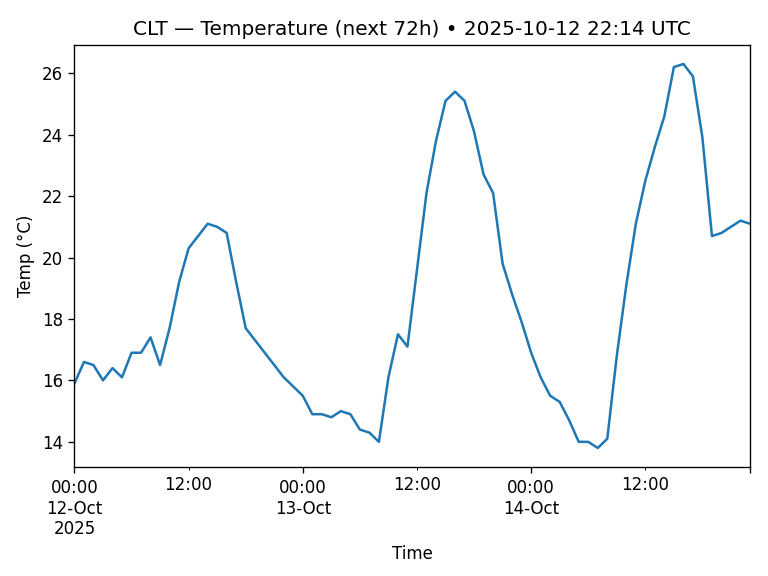 CLT — Temperature (next 72h) • 2025-10-12 22:14 UTC
26
24
22
20
18
16
14
Temp (°C)
00:00 12:00 00:00 12:00 00:00 12:00
12-Oct 13-Oct 14-Oct
2025
Time